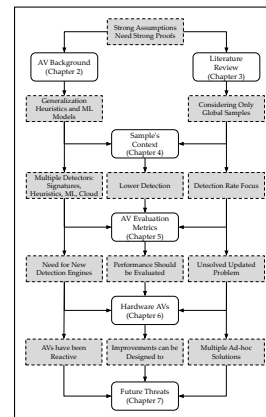 Strong Assumptions
Need Strong Proofs
AV Background
(Chapter 2)
Literature
Review
(Chapter 3)
Generalization
Heuristics and ML
Models
Considering Only
Global Samples
Sample's
Context
(Chapter 4)
Multiple Detectors:
Signatures,
Heuristics, ML, Cloud
Lower Detection
Detection Rate Focus
AV Evaluation
Metrics
(Chapter 5)
Need for New
Detection Engines
Performance Should
be Evaluated
Unsolved Updated
Problem
Hardware AVs
(Chapter 6)
AVs have been
Reactive
Improvements can be
Designed to
Multiple Ad-hoc
Solutions
Future Threats
(Chapter 7)